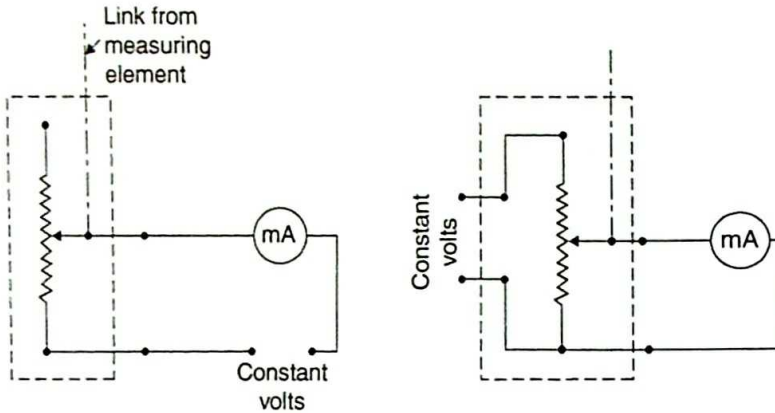 Link from
measuring
element
mA
Constant
volts
Constant
volts
mA